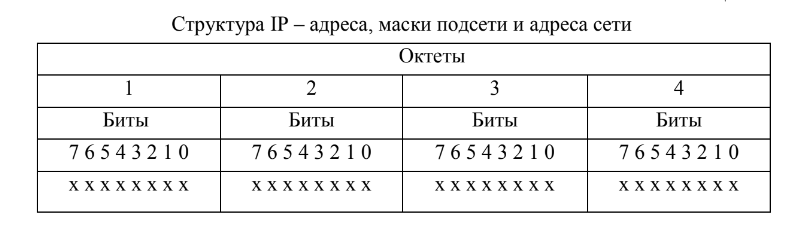 Структура IP – адреса, маски подсети и адреса сети
Октеты
1 2 3 4
Биты Биты Биты Биты
7 6 5 4 3 2 1 0 7 6 5 4 3 2 1 0 7 6 5 4 3 2 1 0 7 6 5 4 3 2 1 0
x x x x x x x x x x x x x x x x x x x x x x x x x x x x x x x x